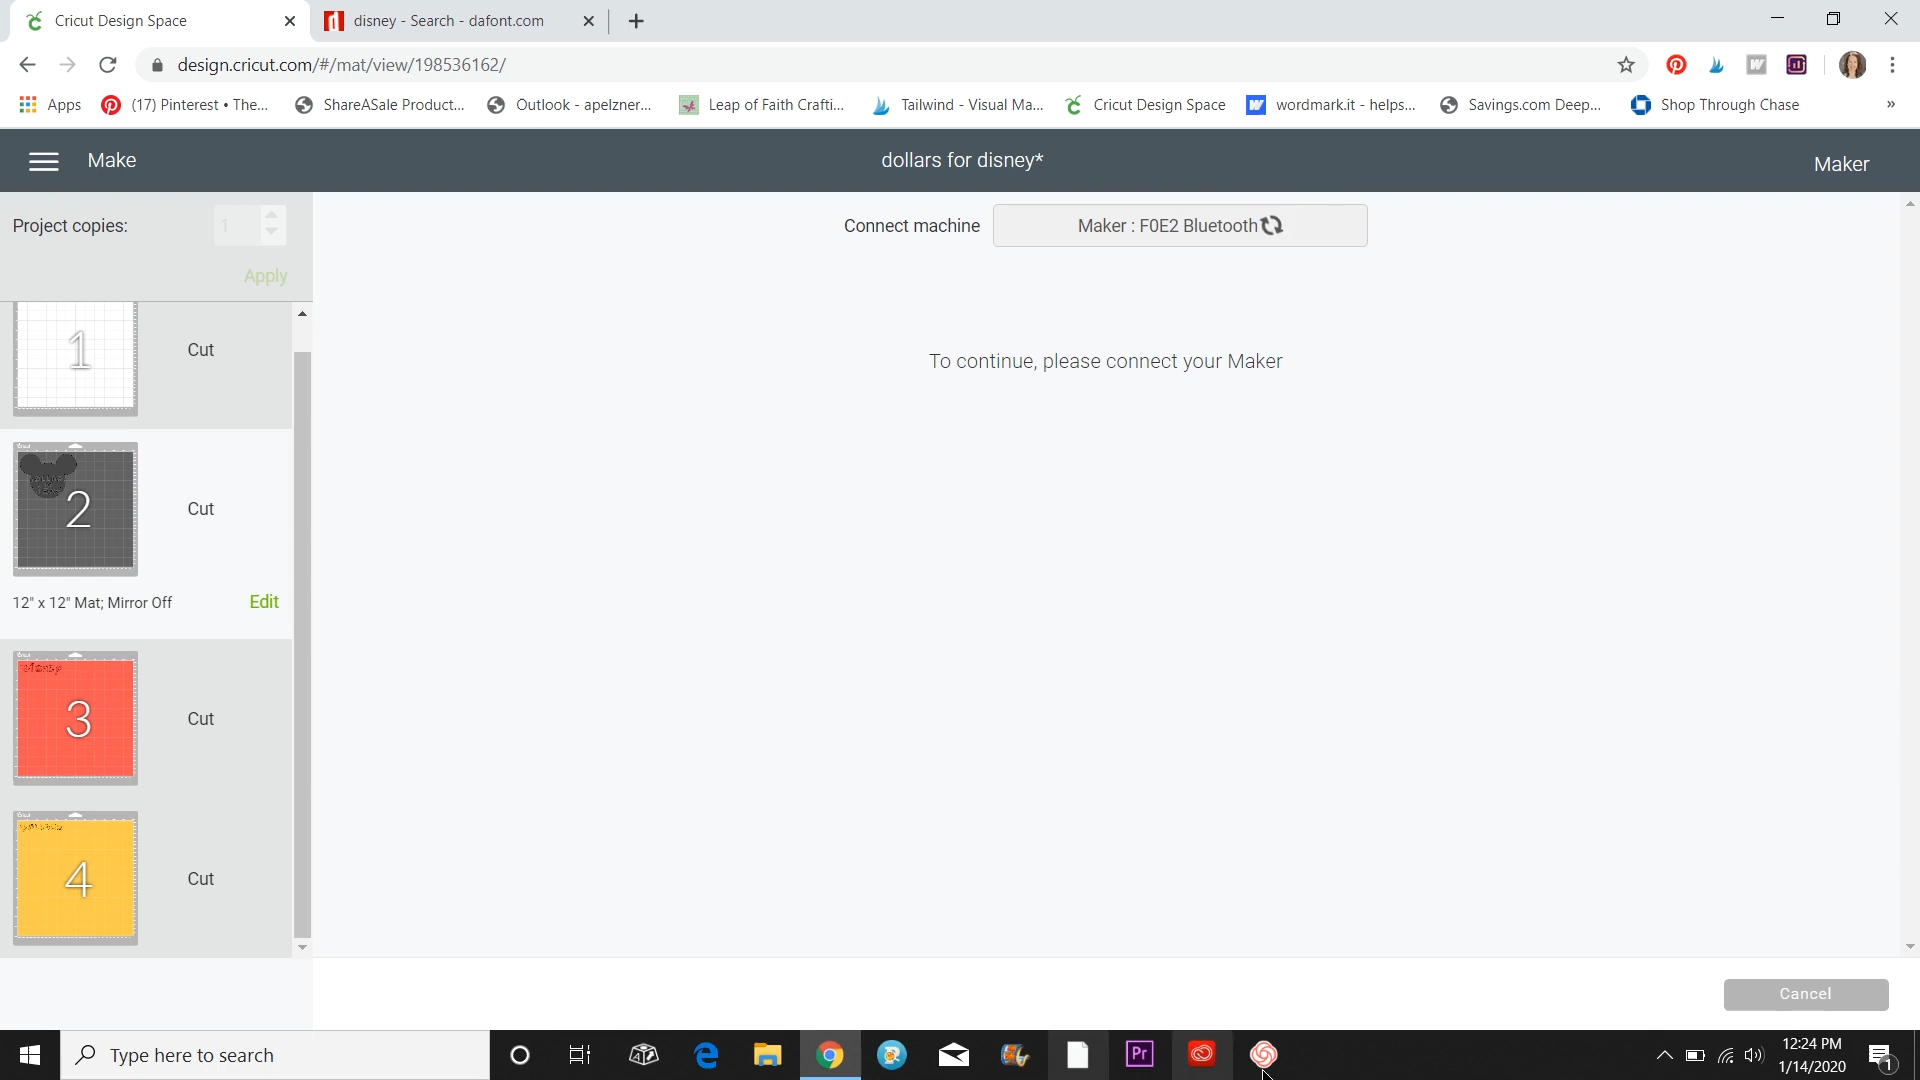 Cricut Design Space
disney - Search - dafont.com
design.cricut.com/#/mat/view/198536162/
Apps
(17) Pinterest • The...
ShareASale Product...
Outlook - apelzner...
Leap of Faith Crafti...
Tailwind - Visual Ma...
Cricut Design Space
wordmark.it - helps...
Savings.com Deep...
Shop Through Chase
»
Make
dollars for disney*
Maker
Project copies:
1
Apply
Connect machine
Maker : F0E2 Bluetooth
To continue, please connect your Maker
1
Cut
2
Cut
12" x 12" Mat; Mirror Off
Edit
3
Cut
4
Cut
Cancel
Type here to search
Pr
12:24 PM
1/14/2020
1